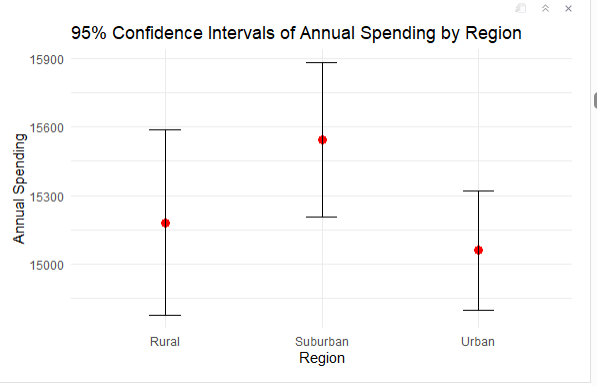 95% Confidence Intervals of Annual Spending by Region
Annual Spending
15900
15600
15300
15000
Rural Suburban Urban
Region